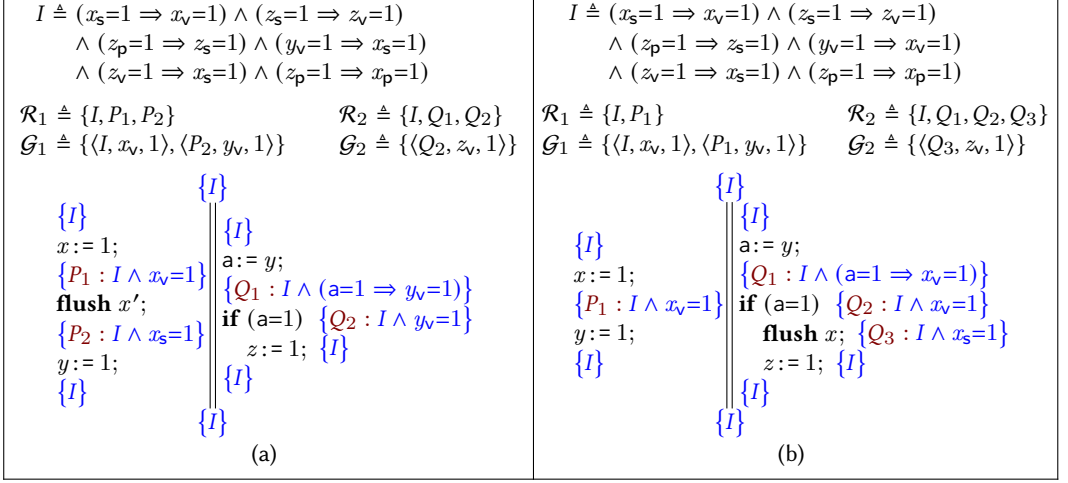 I ≜ (xₛ=1 ⇒ xᵥ=1) ∧ (zₛ=1 ⇒ zᵥ=1)
∧ (zₚ=1 ⇒ zₛ=1) ∧ (yᵥ=1 ⇒ xₛ=1)
∧ (zᵥ=1 ⇒ xₛ=1) ∧ (zₚ=1 ⇒ xₚ=1)
R₁ ≜ {I, P₁, P₂} R₂ ≜ {I, Q₁, Q₂}
G₁ ≜ {⟨I, xᵥ, 1⟩, ⟨P₂, yᵥ, 1⟩} G₂ ≜ {⟨Q₂, zᵥ, 1⟩}
{I}
{I}
x := 1;
{P₁ : I ∧ xᵥ=1}
flush x′;
{P₂ : I ∧ xₛ=1}
y := 1;
{I}
{I}
a := y;
{Q₁ : I ∧ (a=1 ⇒ yᵥ=1)}
if (a=1) {Q₂ : I ∧ yᵥ=1}
z := 1; {I}
{I}
{I}
(a)
I ≜ (xₛ=1 ⇒ xᵥ=1) ∧ (zₛ=1 ⇒ zᵥ=1)
∧ (zₚ=1 ⇒ zₛ=1) ∧ (yᵥ=1 ⇒ xᵥ=1)
∧ (zᵥ=1 ⇒ xₛ=1) ∧ (zₚ=1 ⇒ xₚ=1)
R₁ ≜ {I, P₁} R₂ ≜ {I, Q₁, Q₂, Q₃}
G₁ ≜ {⟨I, xᵥ, 1⟩, ⟨P₁, yᵥ, 1⟩} G₂ ≜ {⟨Q₃, zᵥ, 1⟩}
{I}
{I}
x := 1;
{P₁ : I ∧ xᵥ=1}
y := 1;
{I}
{I}
a := y;
{Q₁ : I ∧ (a=1 ⇒ xᵥ=1)}
if (a=1) {Q₂ : I ∧ xᵥ=1}
flush x; {Q₃ : I ∧ xₛ=1}
z := 1; {I}
{I}
{I}
(b)